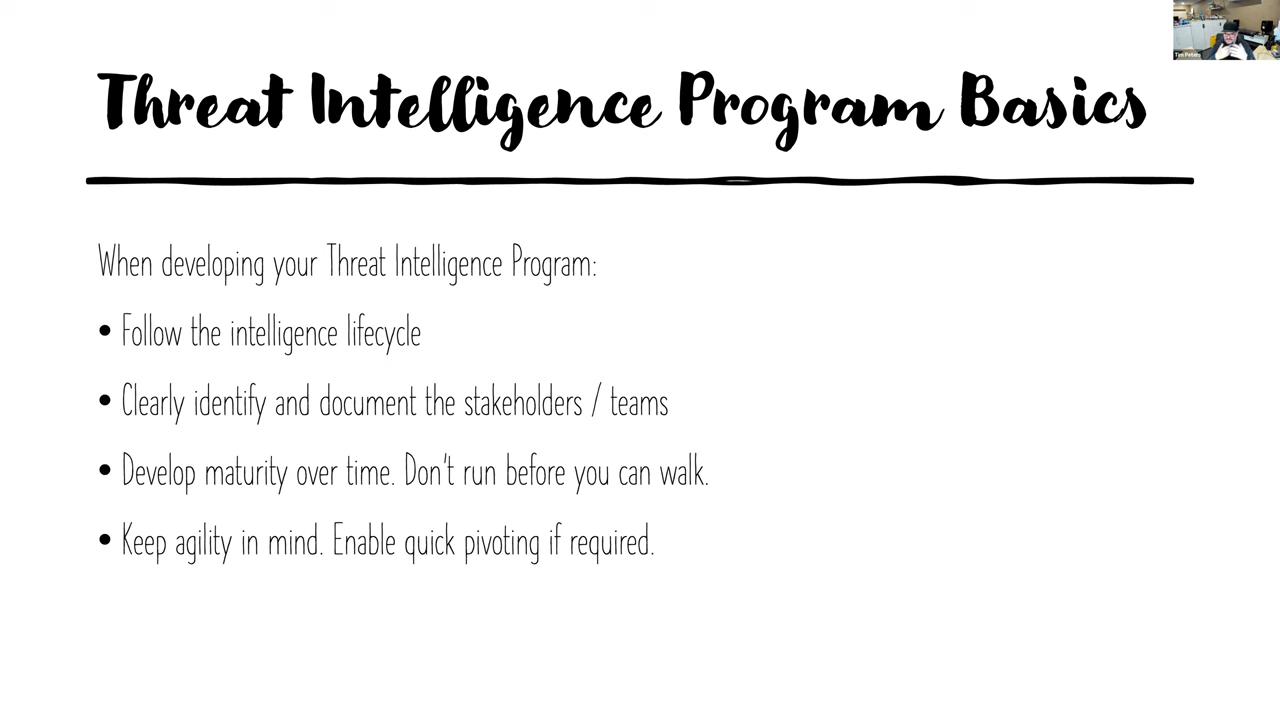 Threat Intelligence Program Basics
When developing your Threat Intelligence Program:
• Follow the intelligence lifecycle
• Clearly identify and document the stakeholders / teams
• Develop maturity over time. Don't run before you can walk.
• Keep agility in mind. Enable quick pivoting if required.
Tim Peters